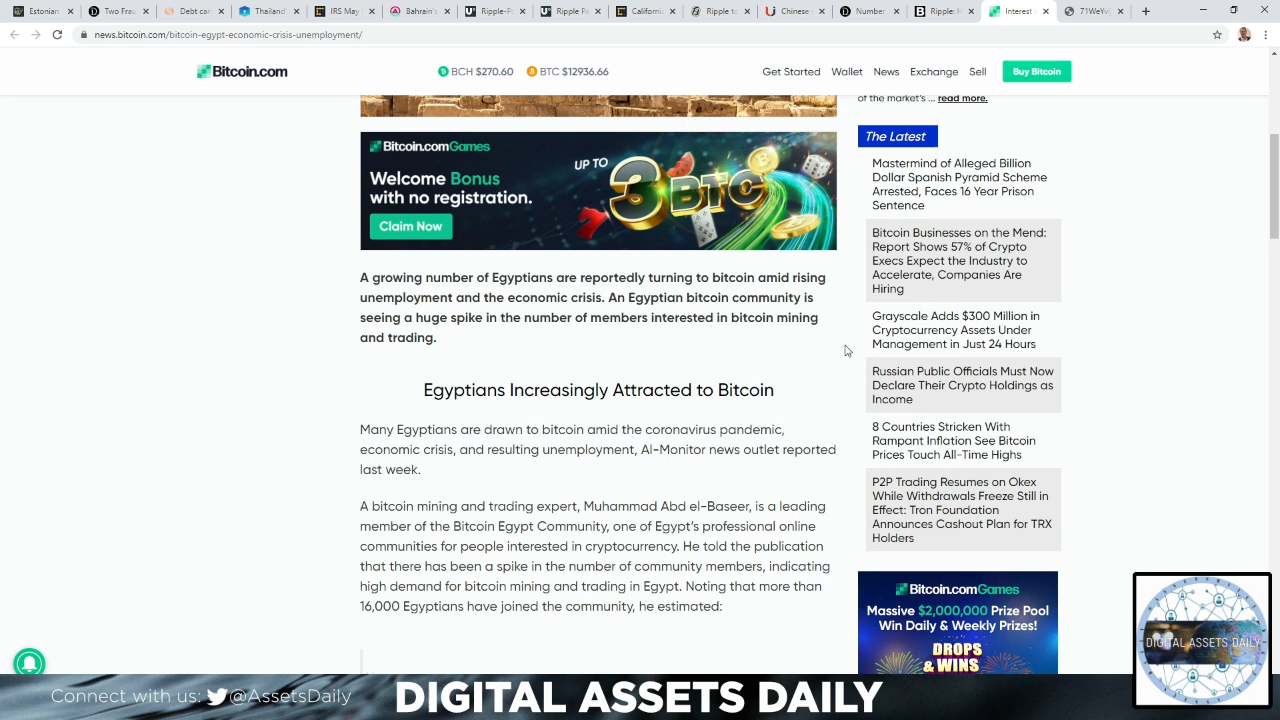 Estonian
Two Frau
Debt car
Thailand
IRS May
Bahrain's
Ripple-Po
Ripple Pa
Californi
Ripple to
Chinese
Number
Ripple: H
Interest i
71WeYv
news.bitcoin.com/bitcoin-egypt-economic-crisis-unemployment/
Bitcoin.com
BCH $270.60
BTC $12936.66
Get Started
Wallet
News
Exchange
Sell
Buy Bitcoin
Bitcoin.comGames
Welcome Bonus
with no registration.
Claim Now
UP TO
3 BTC
A growing number of Egyptians are reportedly turning to bitcoin amid rising
unemployment and the economic crisis. An Egyptian bitcoin community is
seeing a huge spike in the number of members interested in bitcoin mining
and trading.
Egyptians Increasingly Attracted to Bitcoin
Many Egyptians are drawn to bitcoin amid the coronavirus pandemic,
economic crisis, and resulting unemployment, Al-Monitor news outlet reported
last week.
A bitcoin mining and trading expert, Muhammad Abd el-Baseer, is a leading
member of the Bitcoin Egypt Community, one of Egypt's professional online
communities for people interested in cryptocurrency. He told the publication
that there has been a spike in the number of community members, indicating
high demand for bitcoin mining and trading in Egypt. Noting that more than
16,000 Egyptians have joined the community, he estimated:
of the market's ... read more.
The Latest
Mastermind of Alleged Billion
Dollar Spanish Pyramid Scheme
Arrested, Faces 16 Year Prison
Sentence
Bitcoin Businesses on the Mend:
Report Shows 57% of Crypto
Execs Expect the Industry to
Accelerate, Companies Are
Hiring
Grayscale Adds $300 Million in
Cryptocurrency Assets Under
Management in Just 24 Hours
Russian Public Officials Must Now
Declare Their Crypto Holdings as
Income
8 Countries Stricken With
Rampant Inflation See Bitcoin
Prices Touch All-Time Highs
P2P Trading Resumes on Okex
While Withdrawals Freeze Still in
Effect: Tron Foundation
Announces Cashout Plan for TRX
Holders
Bitcoin.comGames
Massive $2,000,000 Prize Pool
Win Daily & Weekly Prizes!
DROPS
& WINS
DIGITAL ASSETS DAILY
Connect with us: @AssetsDaily
DIGITAL ASSETS DAILY